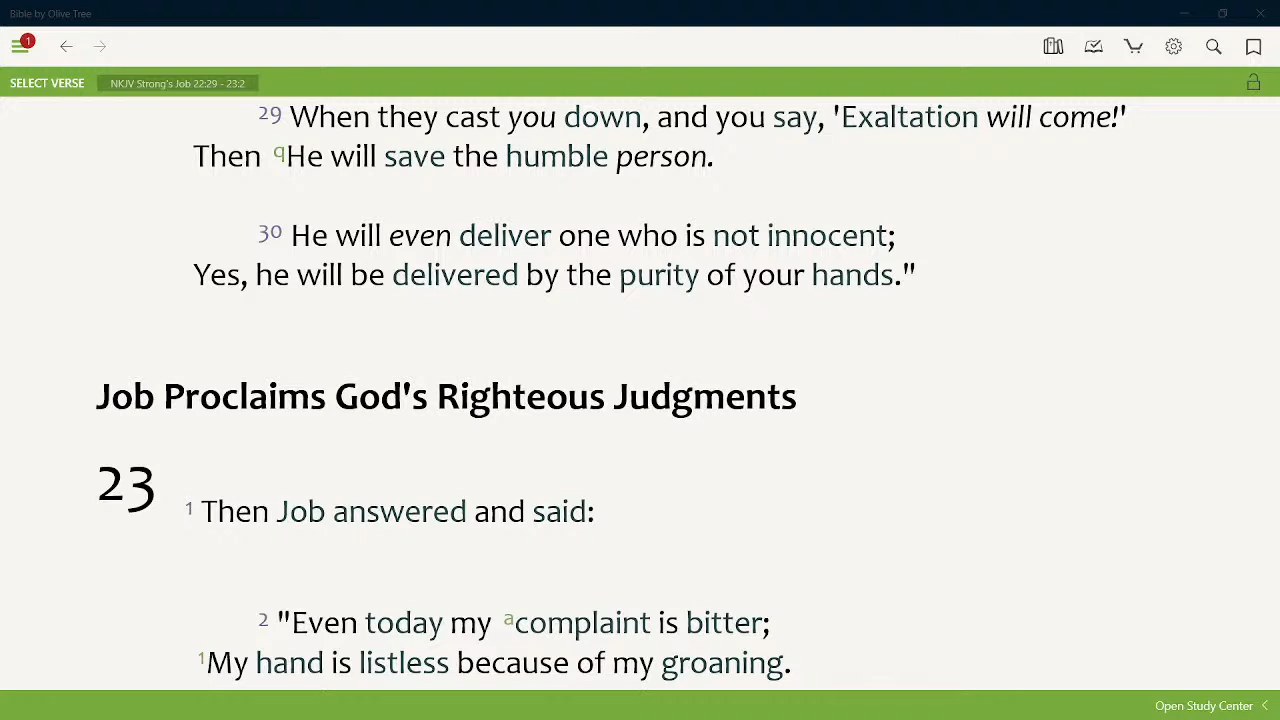 Bible by Olive Tree
1
SELECT VERSE NKJV Strong's Job 22:29 - 23:2
29 When they cast you down, and you say, 'Exaltation will come!'
Then qHe will save the humble person.
30 He will even deliver one who is not innocent;
Yes, he will be delivered by the purity of your hands."
Job Proclaims God's Righteous Judgments
23
1 Then Job answered and said:
2 "Even today my acomplaint is bitter;
1My hand is listless because of my groaning.
Open Study Center